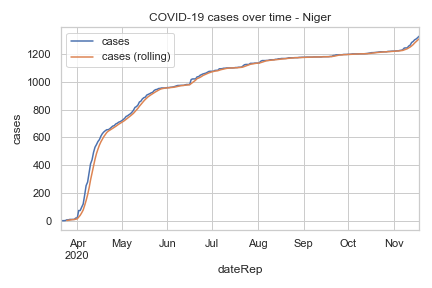 COVID-19 cases over time - Niger
cases
cases (rolling)
1200
1000
800
600
400
200
0
cases
Apr
2020
May
Jun
Jul
Aug
Sep
Oct
Nov
dateRep